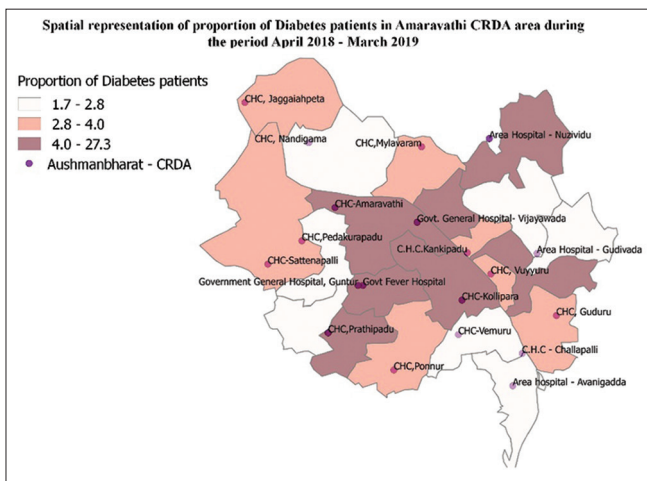 Spatial representation of proportion of Diabetes patients in Amaravathi CRDA area during
the period April 2018 - March 2019
Proportion of Diabetes patients
1.7 - 2.8
2.8 - 4.0
4.0 - 27.3
Aushmanbharat - CRDA
CHC, Jaggaiahpeta
CHC, Nandigama
CHC,Mylavaram
Area Hospital - Nuzividu
CHC-Amaravathi
Govt. General Hospital- Vijayawada
CHC,Pedakurapadu
C.H.C.Kankipadu
Area Hospital - Gudivada
CHC-Sattenapalli
CHC, Vuyyuru
Government General Hospital, Guntur
Govt Fever Hospital
CHC-Kollipara
CHC, Guduru
CHC,Prathipadu
CHC-Vemuru
C.H.C - Challapalli
CHC,Ponnur
Area hospital - Avanigadda